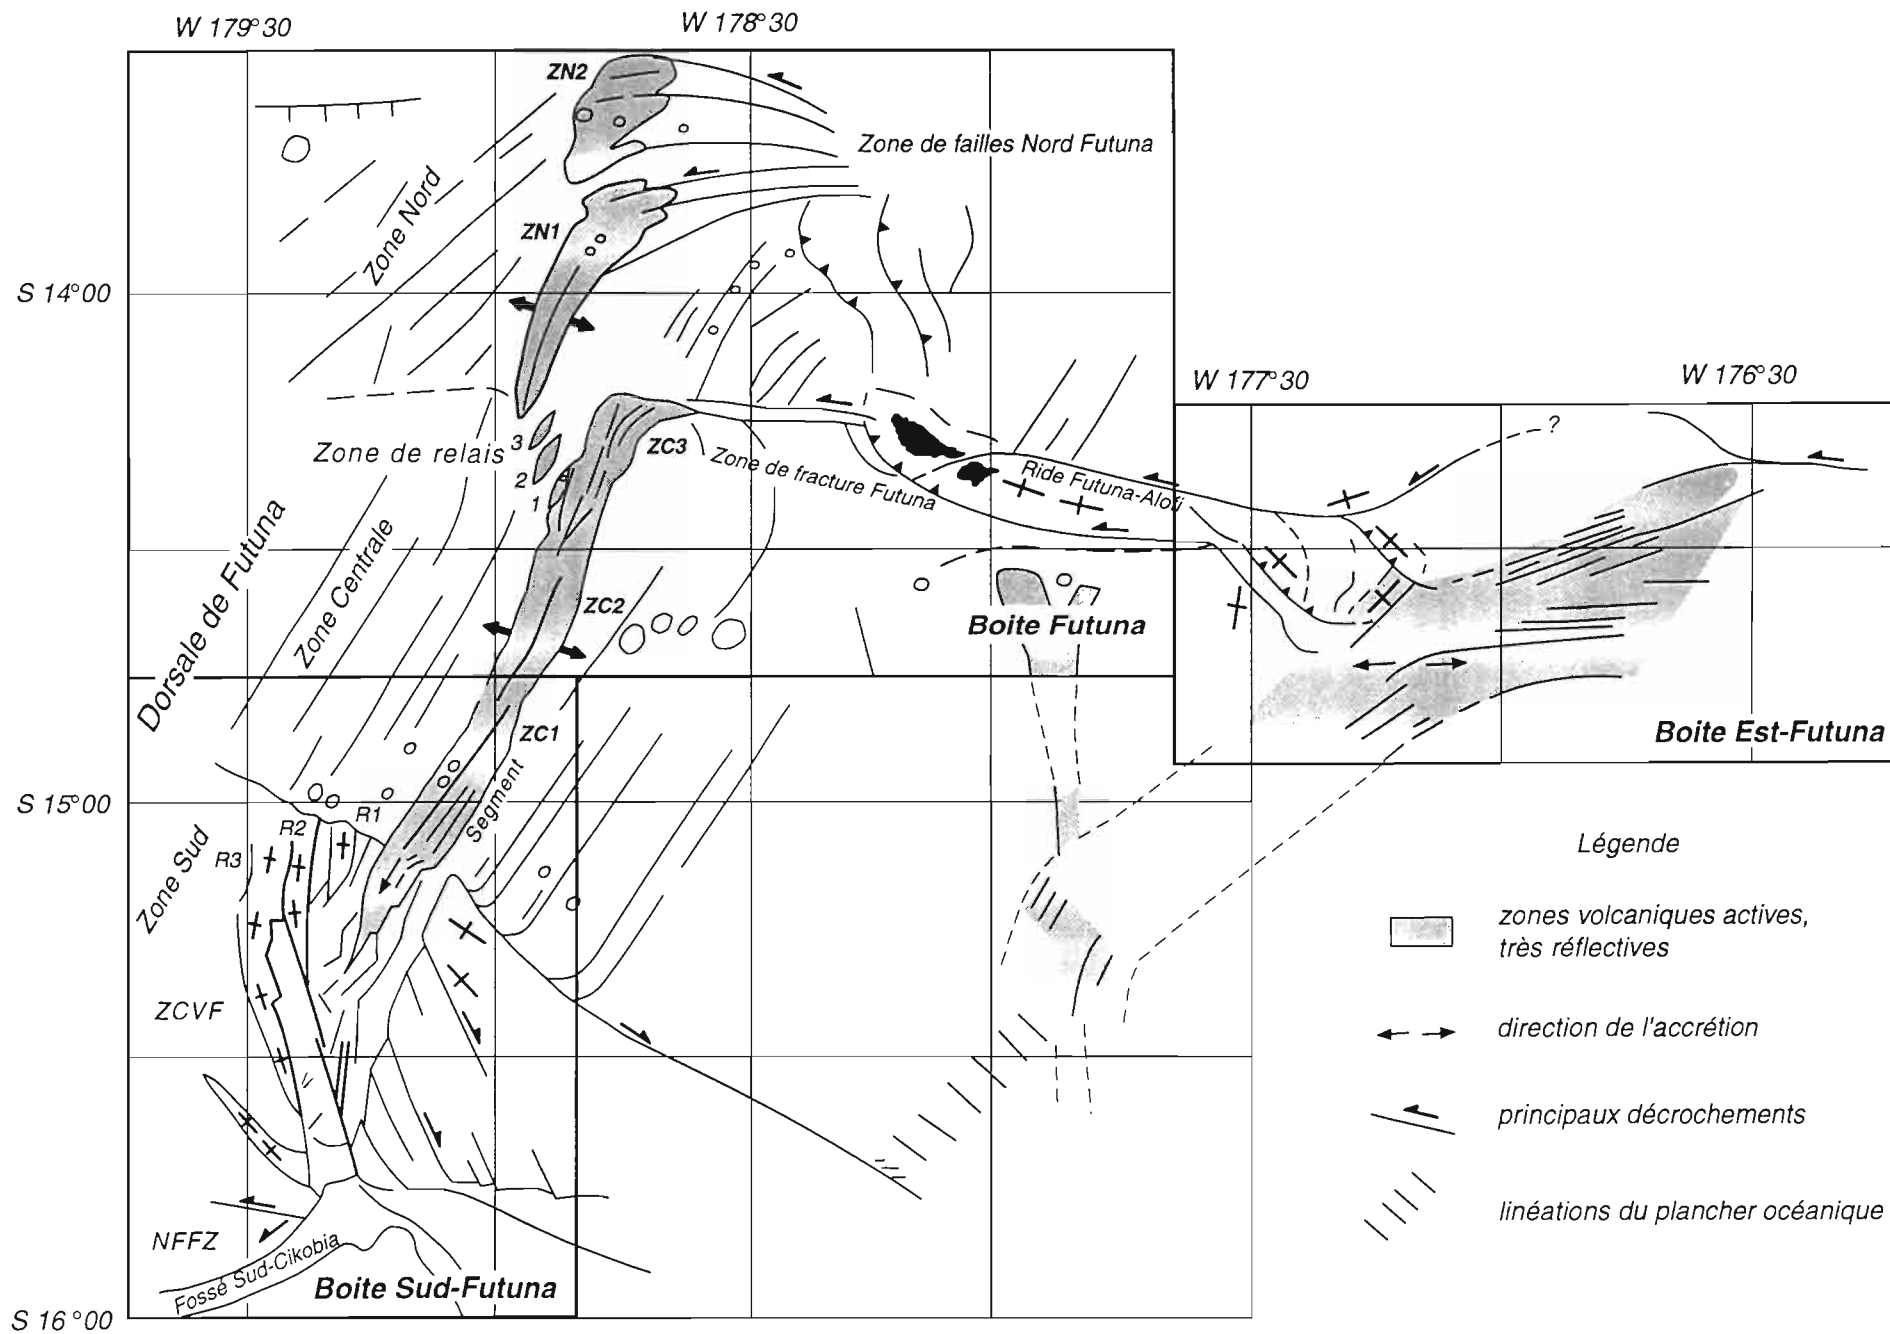 W 179°30
W 178°30
ZN2
Zone de failles Nord Futuna
Zone Nord
ZN1
S 14°00
W 177°30
W 176°30
3
Zone de relais
ZC3
2
1
Zone de fracture Futuna
Ride Futuna-Alofi
?
Dorsale de Futuna
Zone Centrale
ZC2
Boite Futuna
ZC1
Boite Est-Futuna
Segment
S 15°00
R1
R2
R3
Zone Sud
Légende
zones volcaniques actives,
très réflectives
ZCVF
direction de l'accrétion
principaux décrochements
linéations du plancher océanique
NFFZ
Fossé Sud-Cikobia
Boite Sud-Futuna
S 16°00